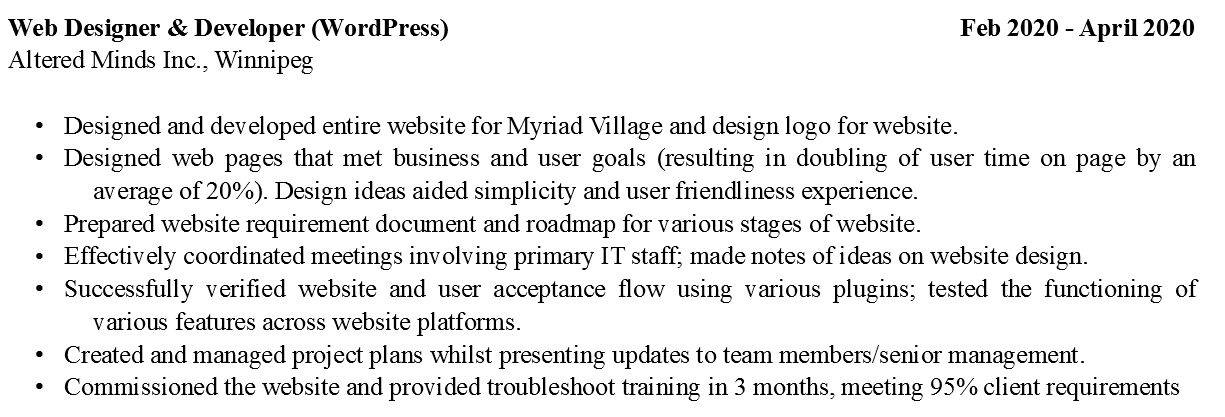 Web Designer & Developer (WordPress) Feb 2020 - April 2020
Altered Minds Inc., Winnipeg
• Designed and developed entire website for Myriad Village and design logo for website.
• Designed web pages that met business and user goals (resulting in doubling of user time on page by an
average of 20%). Design ideas aided simplicity and user friendliness experience.
• Prepared website requirement document and roadmap for various stages of website.
• Effectively coordinated meetings involving primary IT staff; made notes of ideas on website design.
• Successfully verified website and user acceptance flow using various plugins; tested the functioning of
various features across website platforms.
• Created and managed project plans whilst presenting updates to team members/senior management.
• Commissioned the website and provided troubleshoot training in 3 months, meeting 95% client requirements